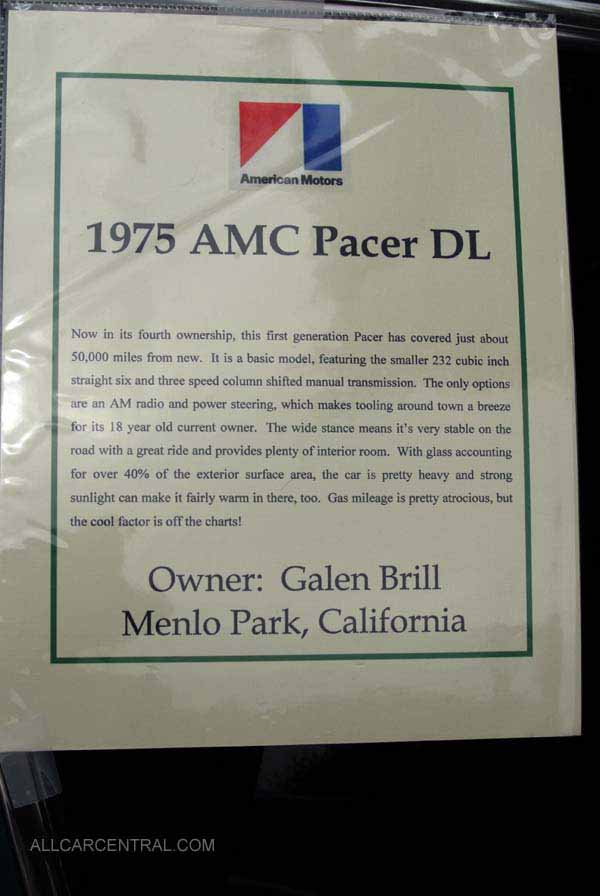 American Motors
1975 AMC Pacer DL
Now in its fourth ownership, this first generation Pacer has covered just about
50,000 miles from new. It is a basic model, featuring the smaller 232 cubic inch
straight six and three speed column shifted manual transmission. The only options
are an AM radio and power steering, which makes tooling around town a breeze
for its 18 year old current owner. The wide stance means it's very stable on the
road with a great ride and provides plenty of interior room. With glass accounting
for over 40% of the exterior surface area, the car is pretty heavy and strong
sunlight can make it fairly warm in there, too. Gas mileage is pretty atrocious, but
the cool factor is off the charts!
Owner: Galen Brill
Menlo Park, California
ALLCARCENTRAL.COM